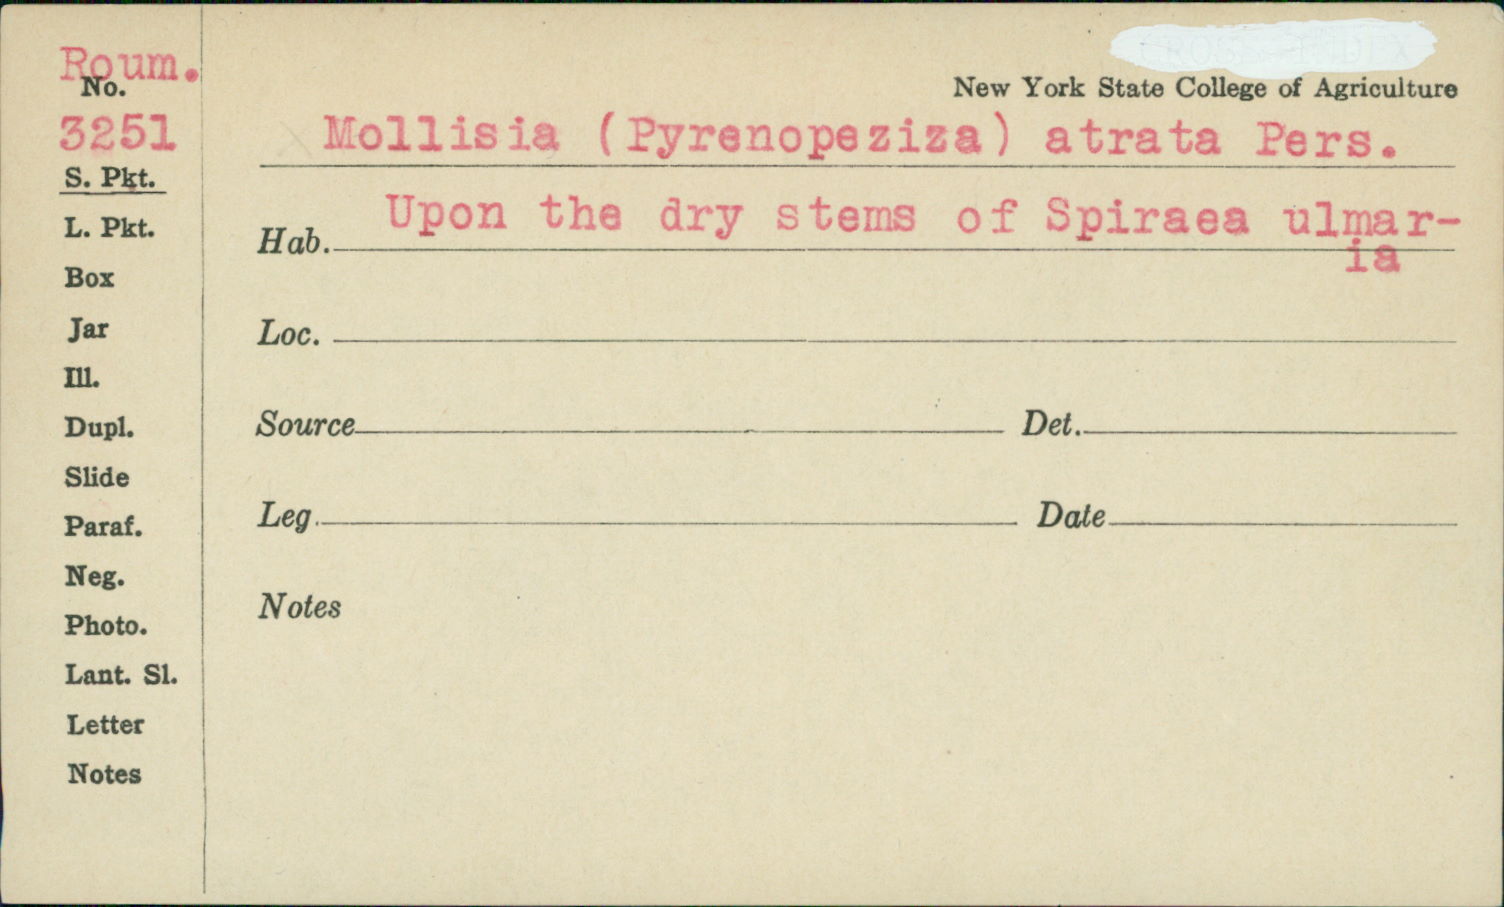 Roum.
No.
3251
S. Pkt.
L. Pkt.
Box
Jar
Ill.
Dupl.
Slide
Paraf.
Neg.
Photo.
Lant. Sl.
Letter
Notes
CROSS INDEX
New York State College of Agriculture
Mollisia (Pyrenopeziza) atrata Pers.
Hab. Upon the dry stems of Spiraea ulmar-
ia
Loc.
Source Det.
Leg. Date
Notes